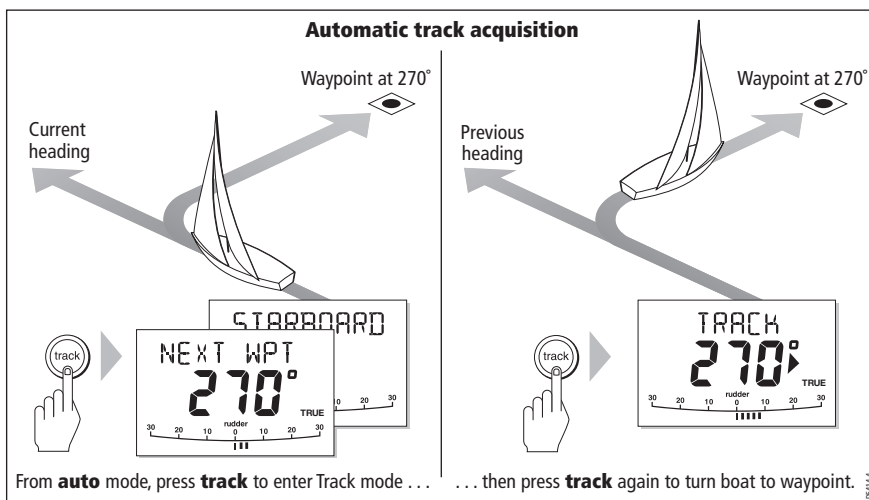 Automatic track acquisition
Waypoint at 270˚
Current
heading
track
STARBOARD
NEXT WPT
270°
TRUE
rudder
30 20 10 0 10 20 30
10 30
From auto mode, press track to enter Track mode . . .
Waypoint at 270˚
Previous
heading
track
TRACK
270°
TRUE
rudder
30 20 10 0 10 20 30
. . . then press track again to turn boat to waypoint.